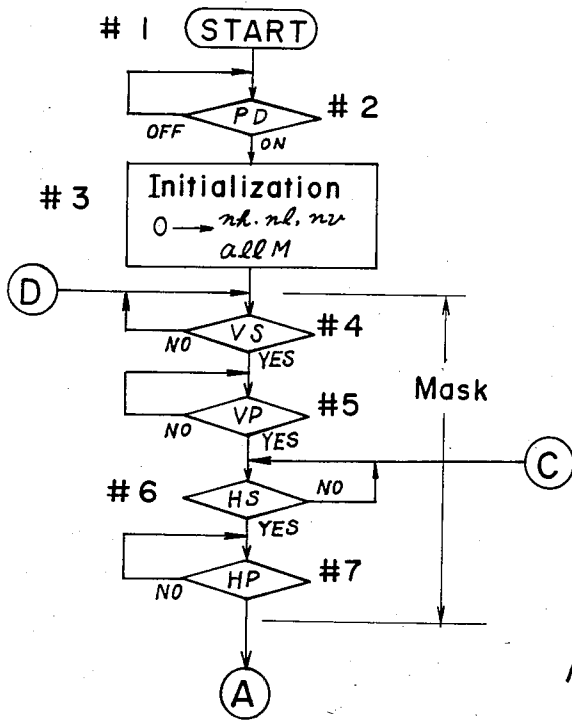 # 1 START
PD # 2
OFF
ON
# 3 Initialization
0 → nh. nl, nv
all M
D
VS #4
NO YES
Mask
VP #5
NO YES
C
# 6 HS NO
YES
HP #7
NO
A